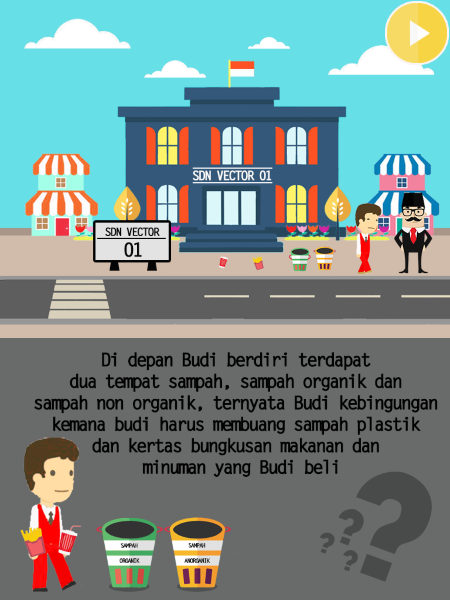 SDN VECTOR 01
SDN VECTOR
01
Di depan Budi berdiri terdapat
dua tempat sampah, sampah organik dan
sampah non organik, ternyata Budi kebingungan
kemana budi harus membuang sampah plastik
dan kertas bungkusan makanan dan
minuman yang Budi beli
?
?
?
?
SAMPAH
ORGANIK
SAMPAH
ANORGANIK